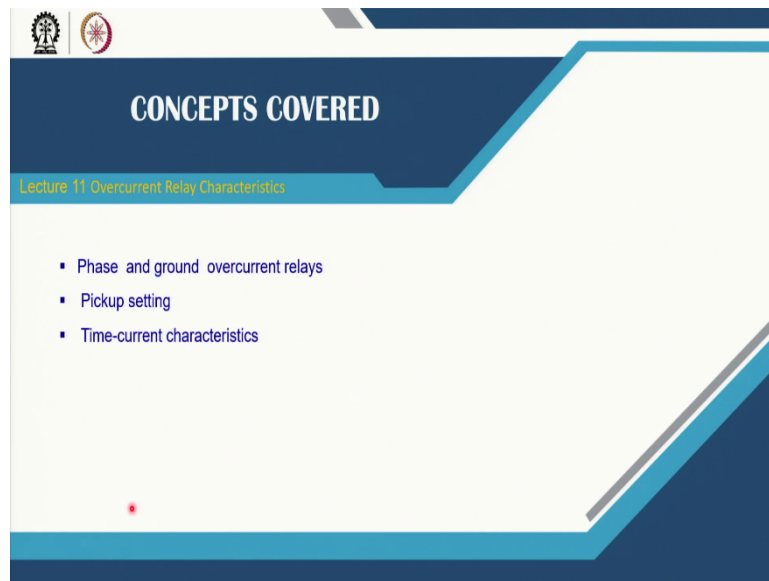 CONCEPTS COVERED
Lecture 11 Overcurrent Relay Characteristics
▪ Phase and ground overcurrent relays
▪ Pickup setting
▪ Time-current characteristics